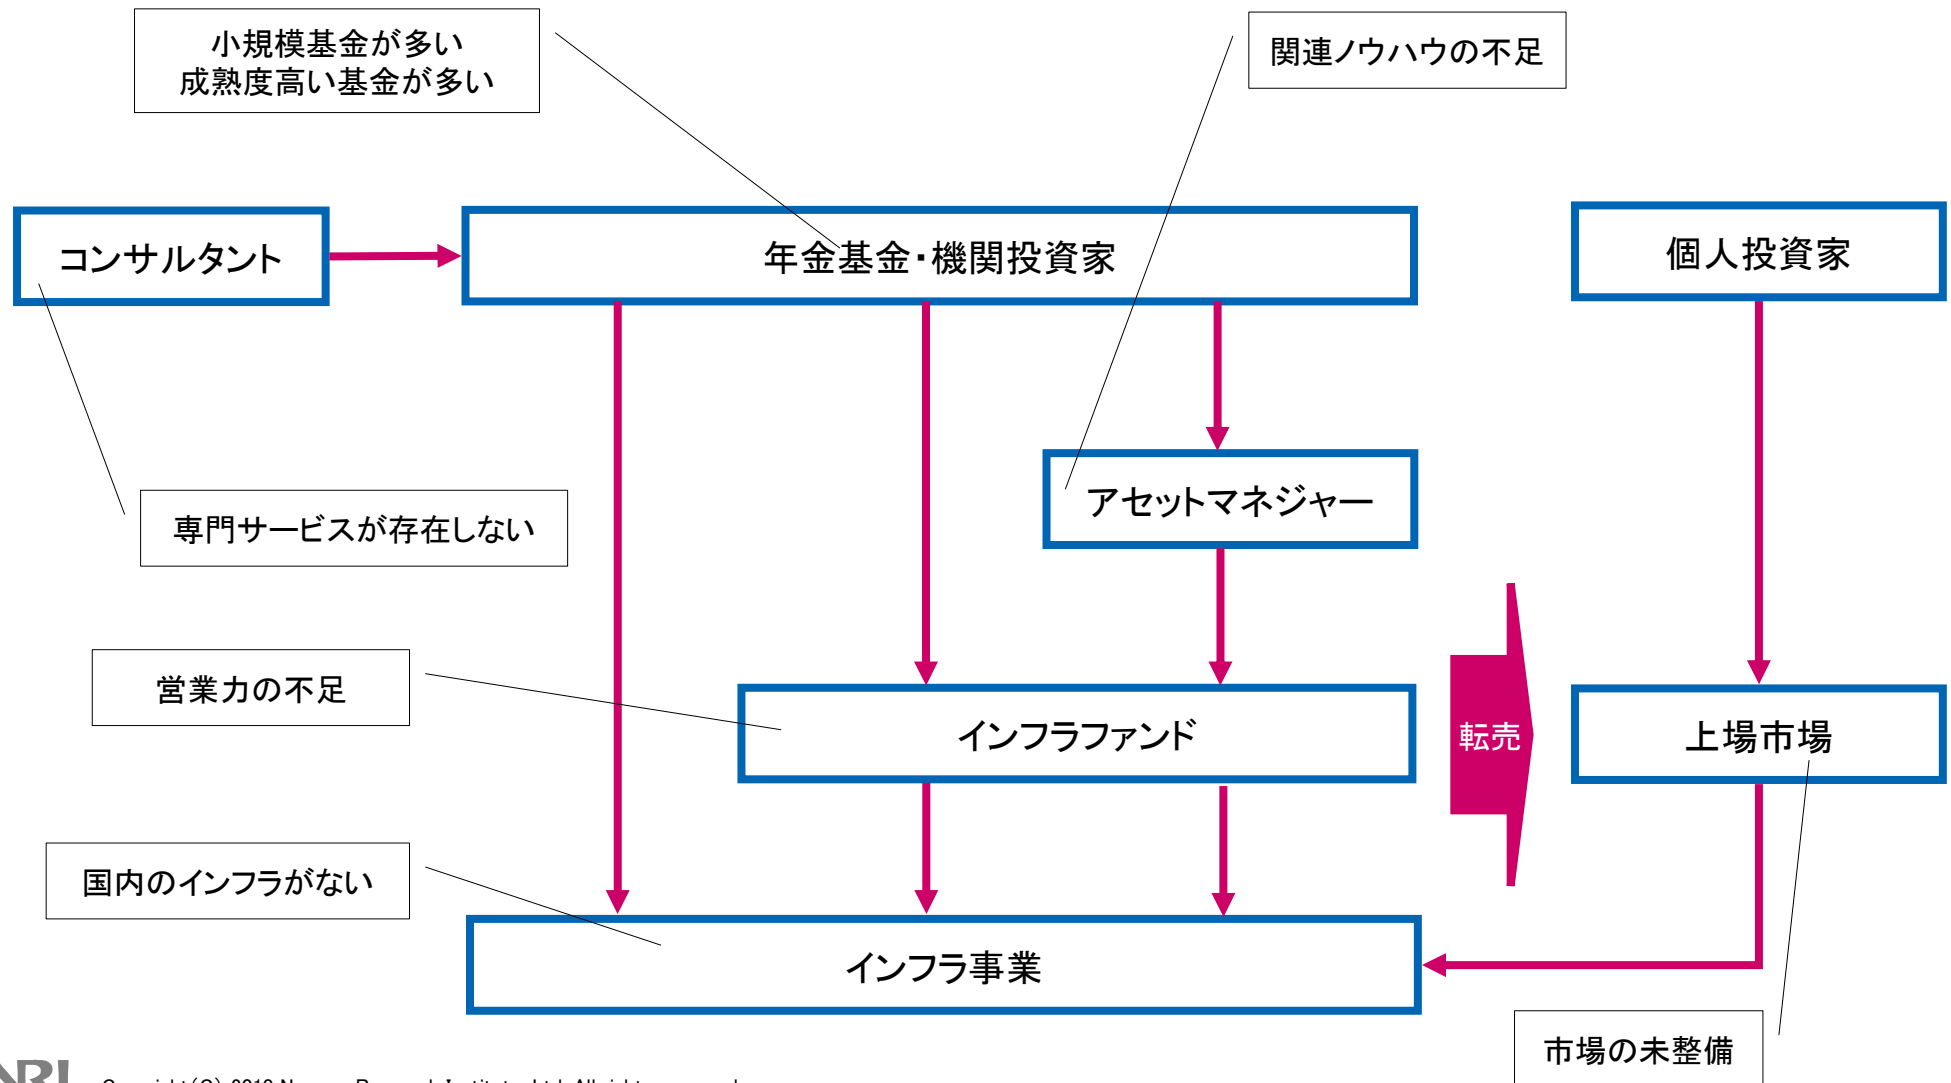 小規模基金が多い
成熟度高い基金が多い
関連ノウハウの不足
コンサルタント
年金基金・機関投資家
個人投資家
アセットマネジャー
専門サービスが存在しない
営業力の不足
インフラファンド
転売
上場市場
国内のインフラがない
インフラ事業
市場の未整備
NRI